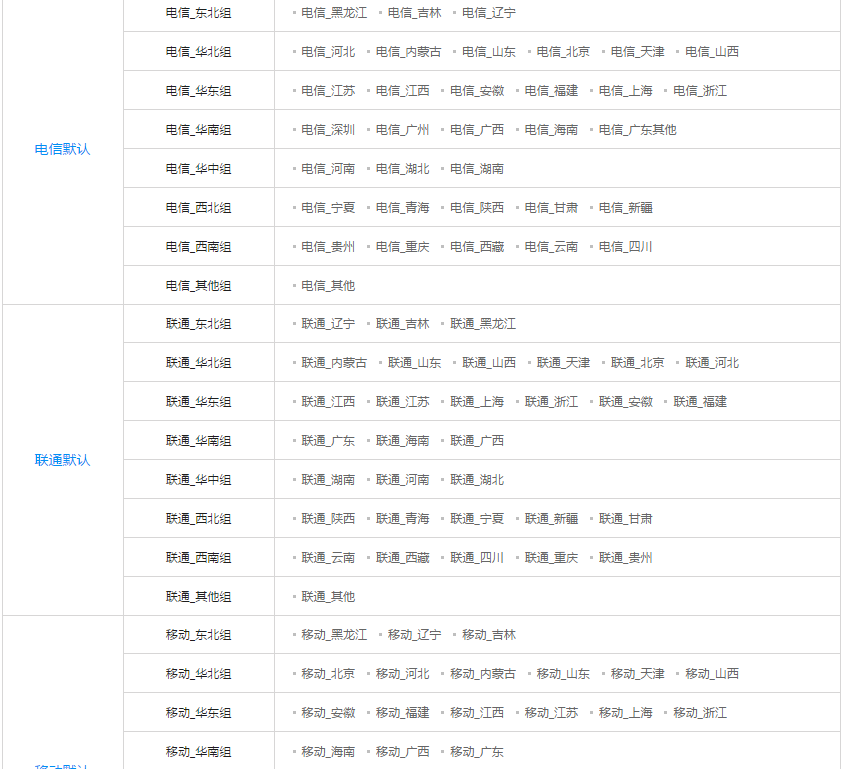 电信_东北组 电信_黑龙江 电信_吉林 电信_辽宁
电信_华北组 电信_河北 电信_内蒙古 电信_山东 电信_北京 电信_天津 电信_山西
电信_华东组 电信_江苏 电信_江西 电信_安徽 电信_福建 电信_上海 电信_浙江
电信_华南组 电信_深圳 电信_广州 电信_广西 电信_海南 电信_广东其他
电信默认
电信_华中组 电信_河南 电信_湖北 电信_湖南
电信_西北组 电信_宁夏 电信_青海 电信_陕西 电信_甘肃 电信_新疆
电信_西南组 电信_贵州 电信_重庆 电信_西藏 电信_云南 电信_四川
电信_其他组 电信_其他
联通_东北组 联通_辽宁 联通_吉林 联通_黑龙江
联通_华北组 联通_内蒙古 联通_山东 联通_山西 联通_天津 联通_北京 联通_河北
联通_华东组 联通_江西 联通_江苏 联通_上海 联通_浙江 联通_安徽 联通_福建
联通_华南组 联通_广东 联通_海南 联通_广西
联通默认
联通_华中组 联通_湖南 联通_河南 联通_湖北
联通_西北组 联通_陕西 联通_青海 联通_宁夏 联通_新疆 联通_甘肃
联通_西南组 联通_云南 联通_西藏 联通_四川 联通_重庆 联通_贵州
联通_其他组 联通_其他
移动_东北组 移动_黑龙江 移动_辽宁 移动_吉林
移动_华北组 移动_北京 移动_河北 移动_内蒙古 移动_山东 移动_天津 移动_山西
移动_华东组 移动_安徽 移动_福建 移动_江西 移动_江苏 移动_上海 移动_浙江
移动_华南组 移动_海南 移动_广西 移动_广东
移动默认